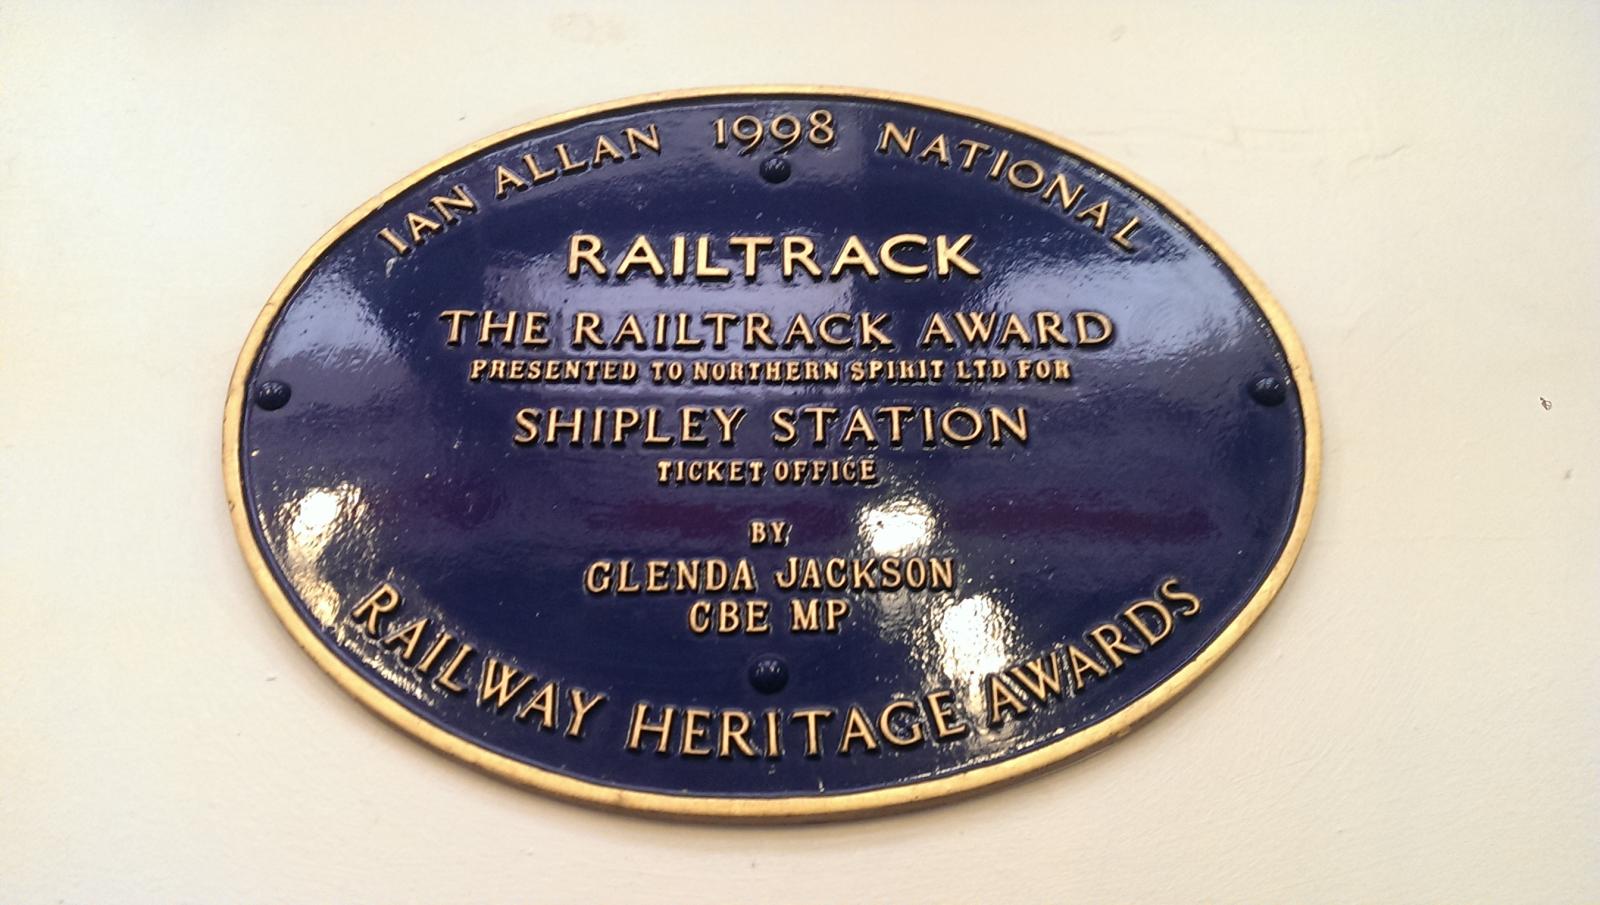 IAN ALLAN 1998 NATIONAL
RAILTRACK
THE RAILTRACK AWARD
PRESENTED TO NORTHERN SPIRIT LTD FOR
SHIPLEY STATION
TICKET OFFICE
BY
GLENDA JACKSON
CBE MP
RAILWAY HERITAGE AWARDS